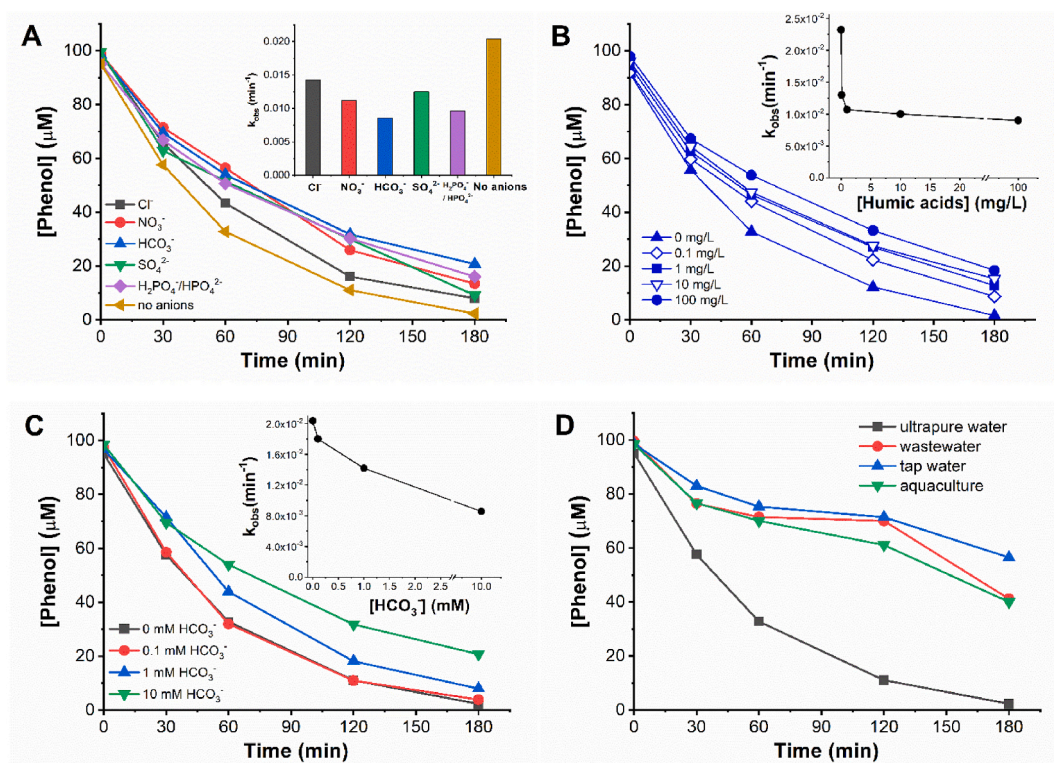 A
[Phenol] (μM)
100
80
60
40
20
0
Cl⁻
NO₃⁻
HCO₃⁻
SO₄²⁻
H₂PO₄⁻/HPO₄²⁻
no anions
0 30 60 90 120 150 180
Time (min)
kobs (min⁻¹)
0.025
0.020
0.015
0.010
0.005
0.000
Cl⁻ NO₃⁻ HCO₃⁻ SO₄²⁻ H₂PO₄⁻ No anions
/ HPO₄²⁻
B
[Phenol] (μM)
100
80
60
40
20
0
0 mg/L
0.1 mg/L
1 mg/L
10 mg/L
100 mg/L
0 30 60 90 120 150 180
Time (min)
kobs(min⁻¹)
2.5x10⁻²
2.0x10⁻²
1.5x10⁻²
1.0x10⁻²
5.0x10⁻³
0.0
0 10 20 100
[Humic acids] (mg/L)
C
[Phenol] (μM)
100
80
60
40
20
0
0 mM HCO₃⁻
0.1 mM HCO₃⁻
1 mM HCO₃⁻
10 mM HCO₃⁻
0 30 60 90 120 150 180
Time (min)
kobs(min⁻¹)
2.0x10⁻²
1.6x10⁻²
1.2x10⁻²
8.0x10⁻³
4.0x10⁻³
0.0
0.0 0.5 1.0 1.5 2.0 2.5 10.0
[HCO₃⁻] (mM)
D
[Phenol] (μM)
100
80
60
40
20
0
ultrapure water
wastewater
tap water
aquaculture
0 30 60 90 120 150 180
Time (min)